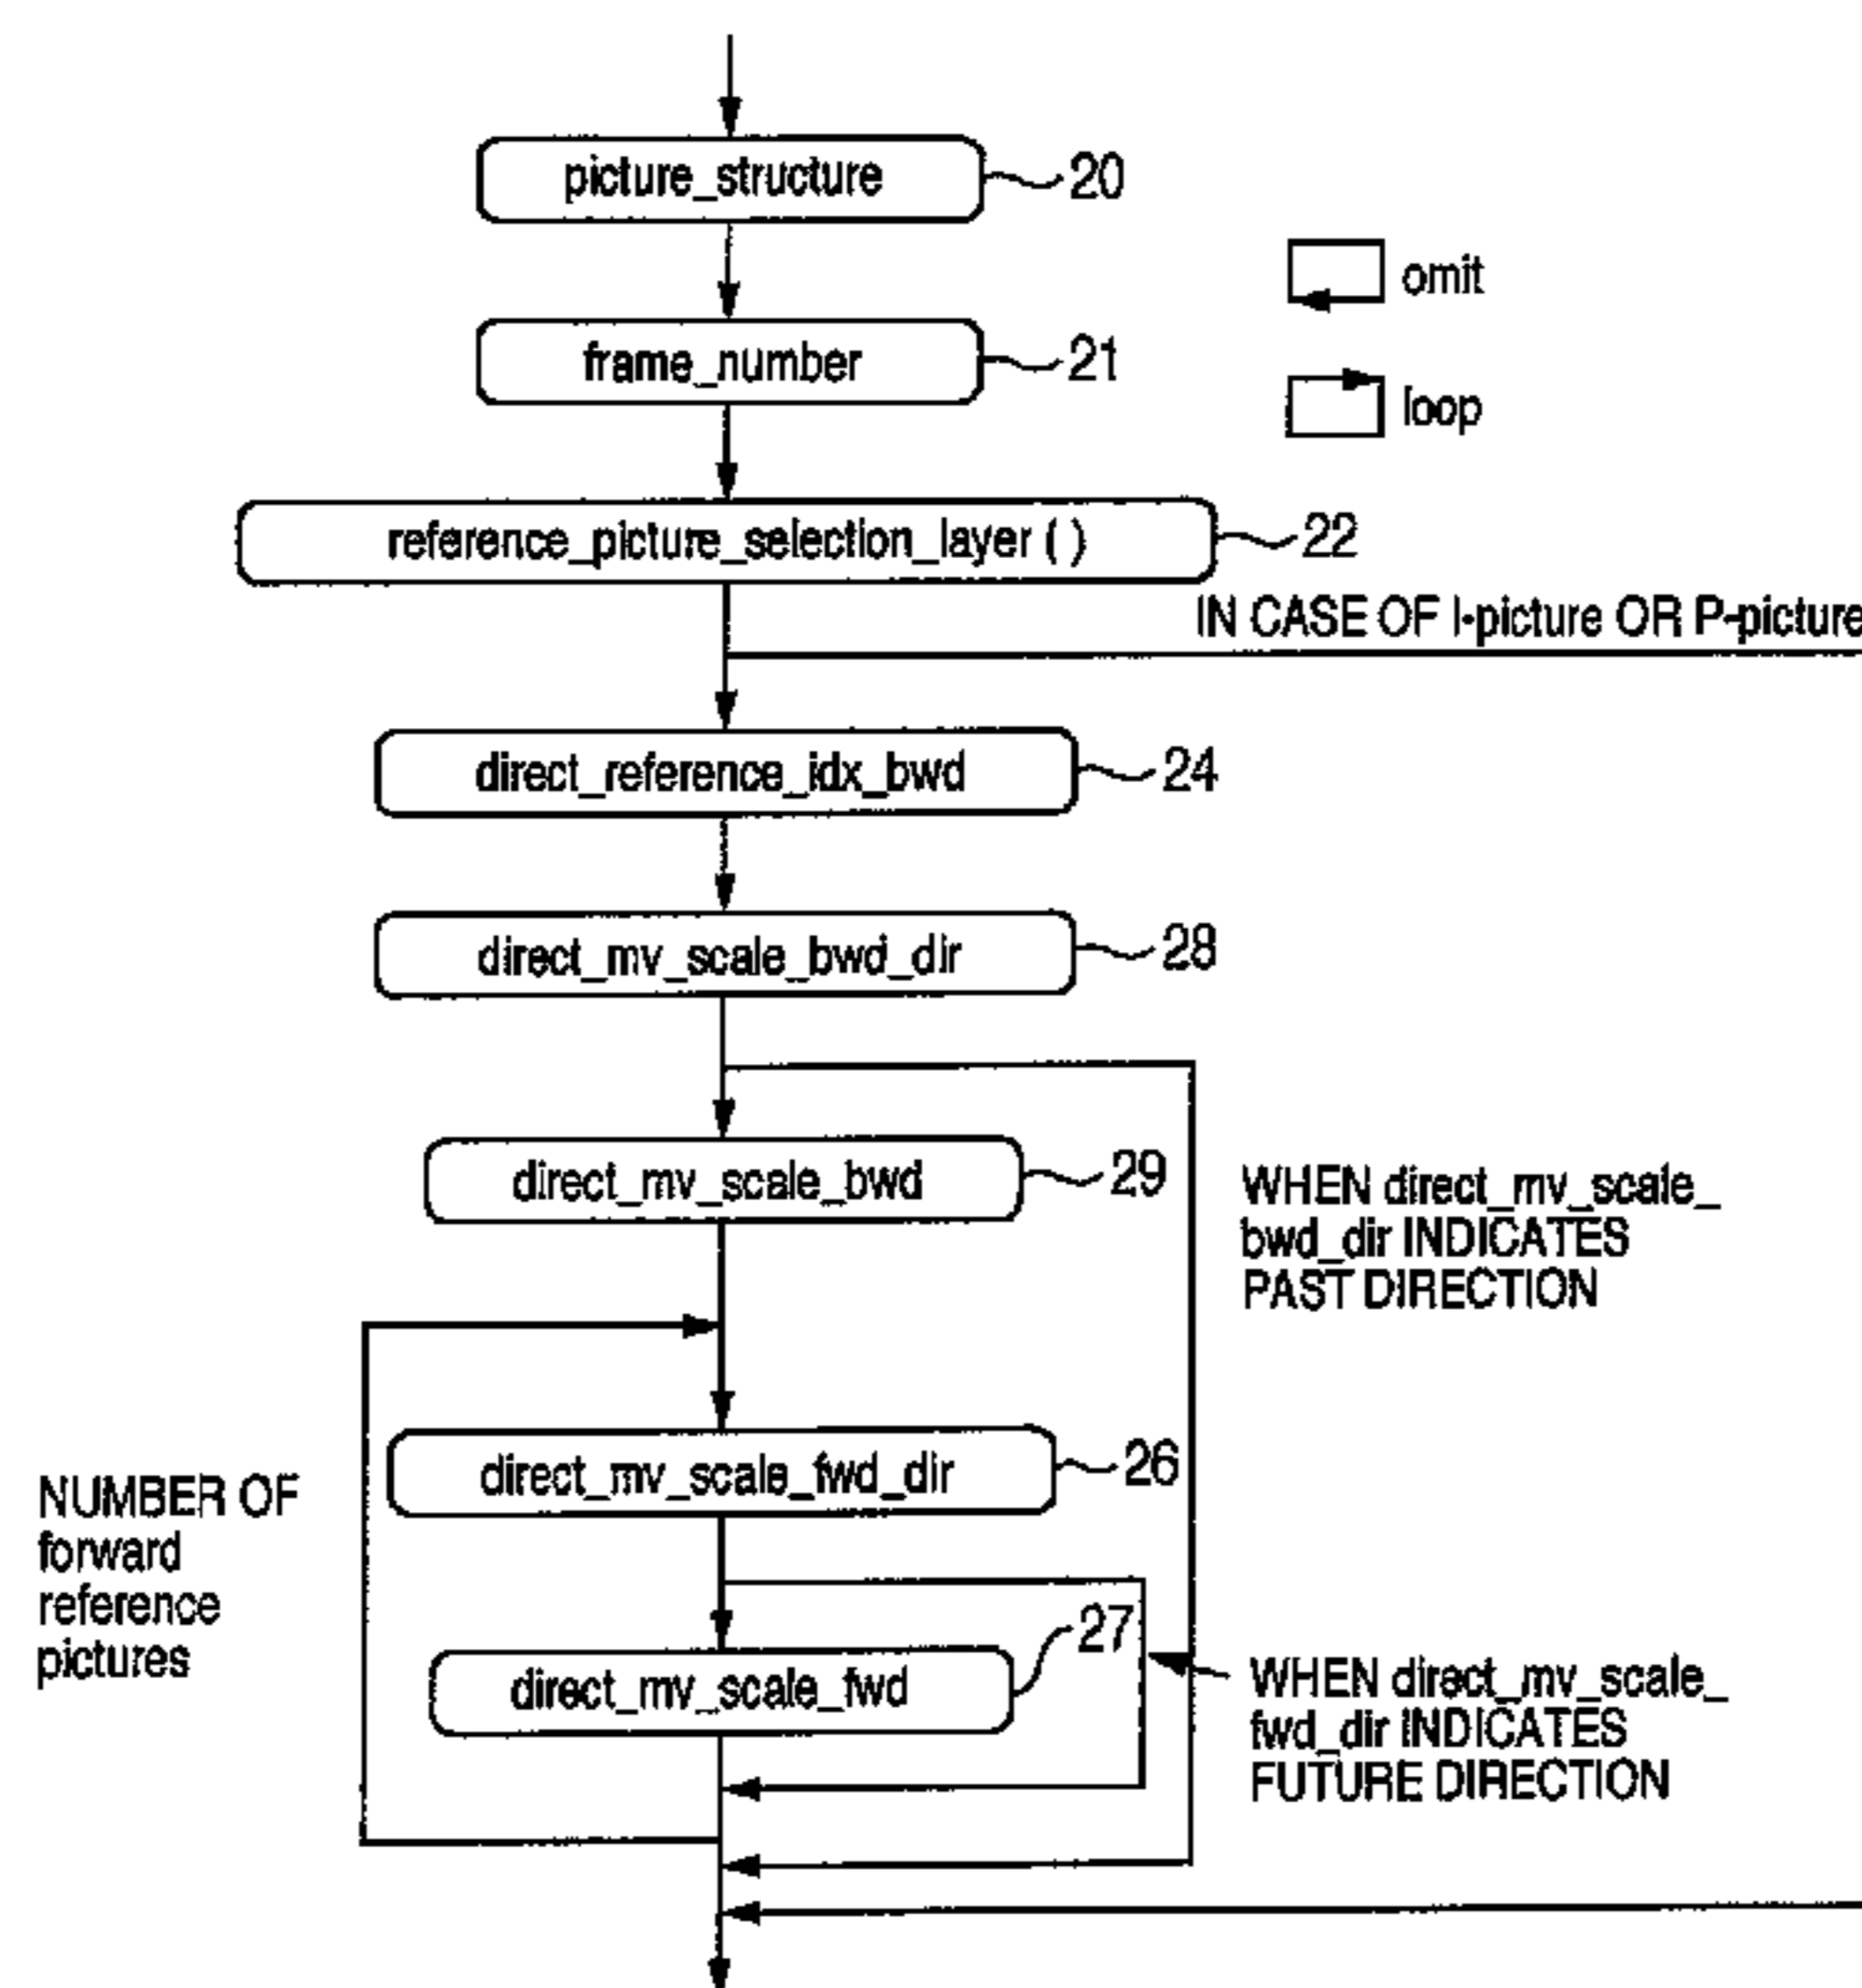 picture_structure
20
omit
frame_number
21
loop
reference_picture_selection_layer ( )
22
IN CASE OF I-picture OR P-picture
direct_reference_idx_bwd
24
direct_mv_scale_bwd_dir
28
direct_mv_scale_bwd
29
WHEN direct_mv_scale_
bwd_dir INDICATES
PAST DIRECTION
direct_mv_scale_fwd_dir
26
NUMBER OF
forward
reference
pictures
27
direct_mv_scale_fwd
WHEN direct_mv_scale_
fwd_dir INDICATES
FUTURE DIRECTION